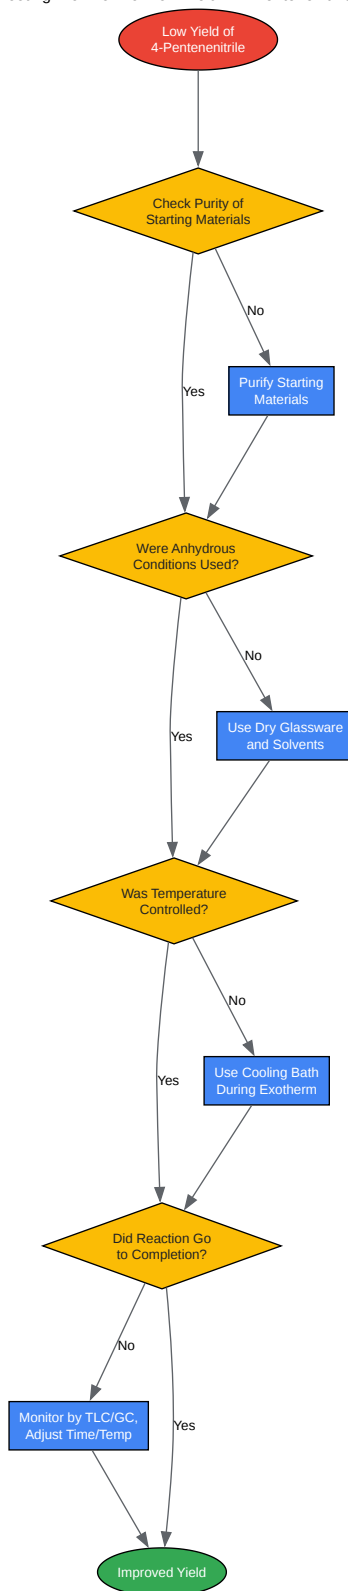 Low Yield of
4-Pentenenitrile
Check Purity of
Starting Materials
No
Yes
Purify Starting
Materials
Were Anhydrous
Conditions Used?
No
Yes
Use Dry Glassware
and Solvents
Was Temperature
Controlled?
No
Yes
Use Cooling Bath
During Exotherm
Did Reaction Go
to Completion?
No
Yes
Monitor by TLC/GC,
Adjust Time/Temp
Improved Yield